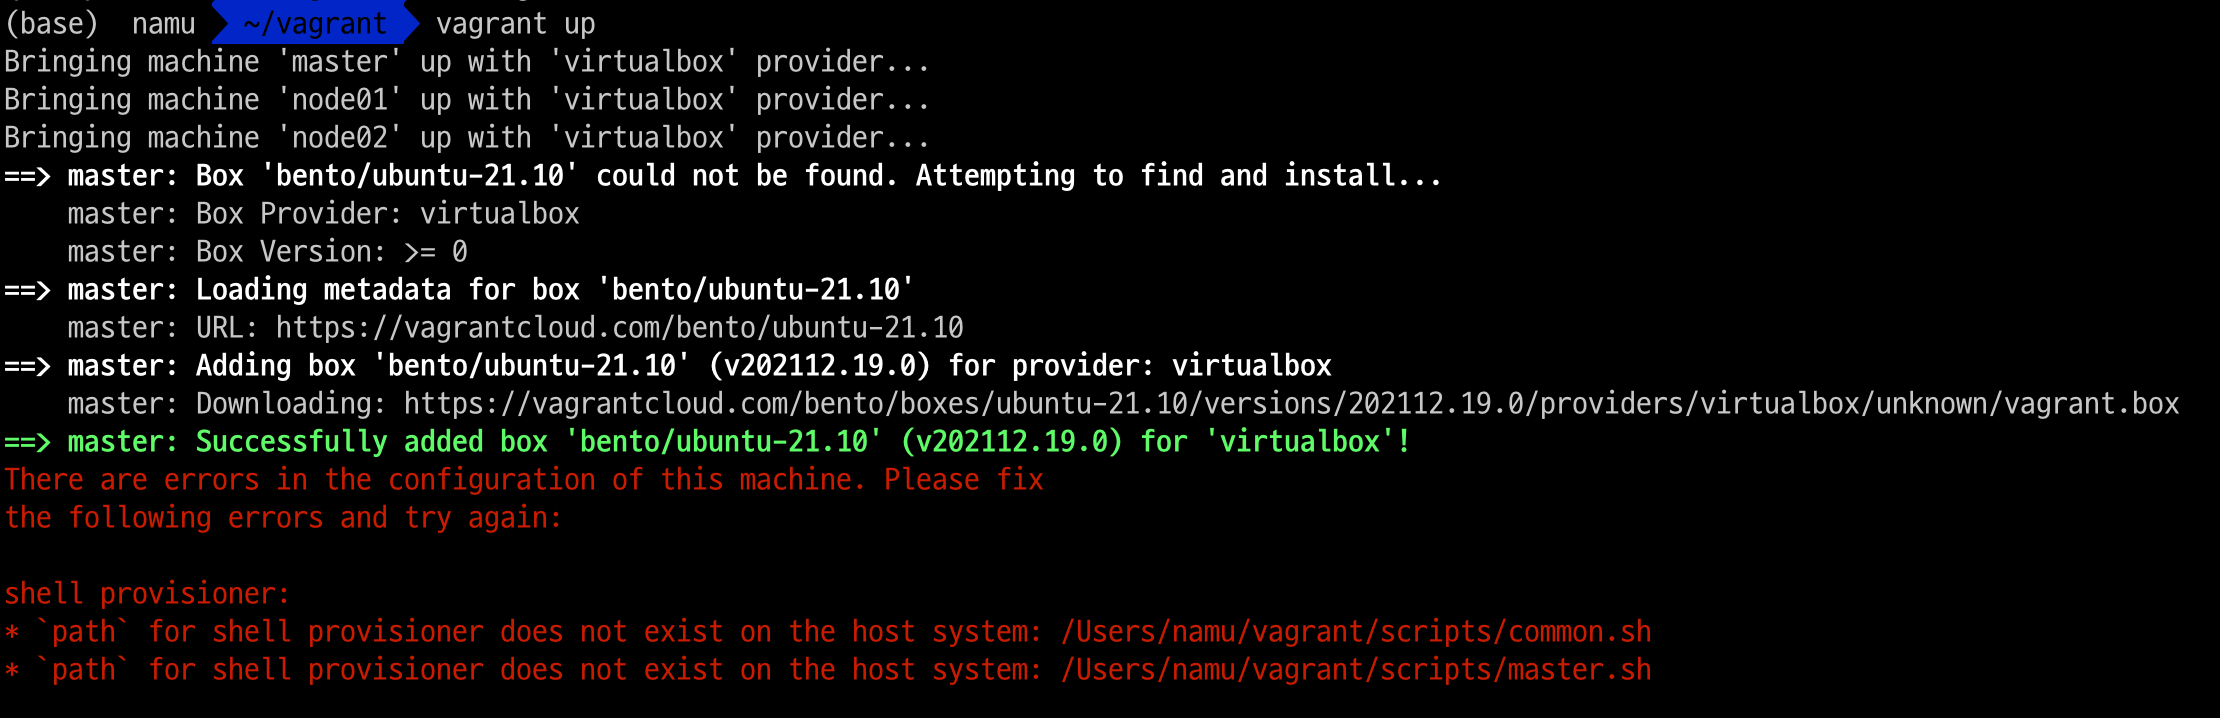 (base) namu ~/vagrant vagrant up
Bringing machine 'master' up with 'virtualbox' provider...
Bringing machine 'node01' up with 'virtualbox' provider...
Bringing machine 'node02' up with 'virtualbox' provider...
==> master: Box 'bento/ubuntu-21.10' could not be found. Attempting to find and install...
    master: Box Provider: virtualbox
    master: Box Version: >= 0
==> master: Loading metadata for box 'bento/ubuntu-21.10'
    master: URL: https://vagrantcloud.com/bento/ubuntu-21.10
==> master: Adding box 'bento/ubuntu-21.10' (v202112.19.0) for provider: virtualbox
    master: Downloading: https://vagrantcloud.com/bento/boxes/ubuntu-21.10/versions/202112.19.0/providers/virtualbox/unknown/vagrant.box
==> master: Successfully added box 'bento/ubuntu-21.10' (v202112.19.0) for 'virtualbox'!
There are errors in the configuration of this machine. Please fix
the following errors and try again:
shell provisioner:
* `path` for shell provisioner does not exist on the host system: /Users/namu/vagrant/scripts/common.sh
* `path` for shell provisioner does not exist on the host system: /Users/namu/vagrant/scripts/master.sh